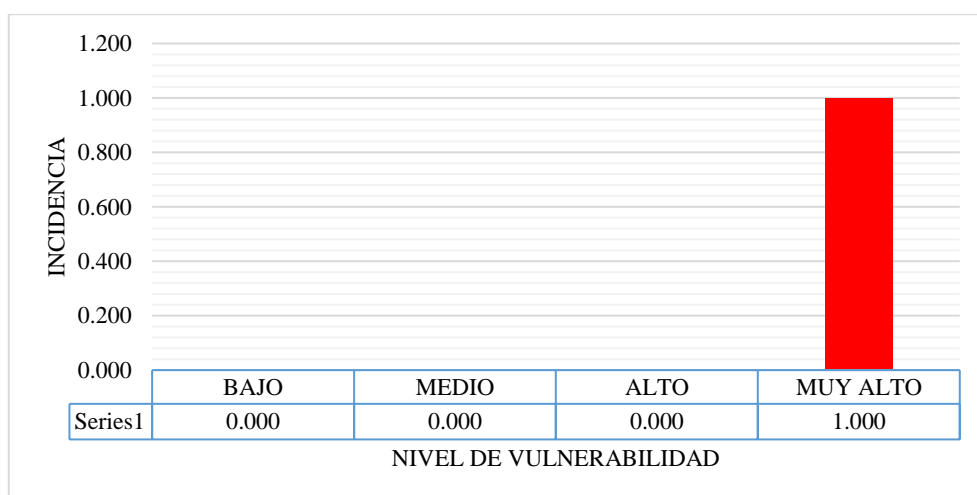 INCIDENCIA
1.200
1.000
0.800
0.600
0.400
0.200
0.000
BAJO MEDIO ALTO MUY ALTO
Series1 0.000 0.000 0.000 1.000
NIVEL DE VULNERABILIDAD